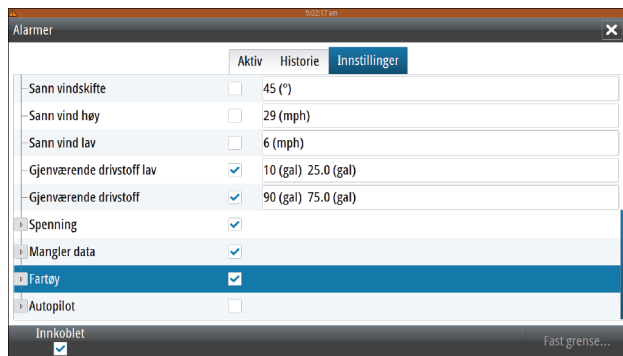 9:02:17 am
Alarmer
Aktiv Historie Innstillinger
Sann vindskifte 45 (°)
Sann vind høy 29 (mph)
Sann vind lav 6 (mph)
Gjenværende drivstoff lav 10 (gal) 25.0 (gal)
Gjenværende drivstoff 90 (gal) 75.0 (gal)
Spenning
Mangler data
Fartøy
Autopilot
Innkoblet Fast grense...